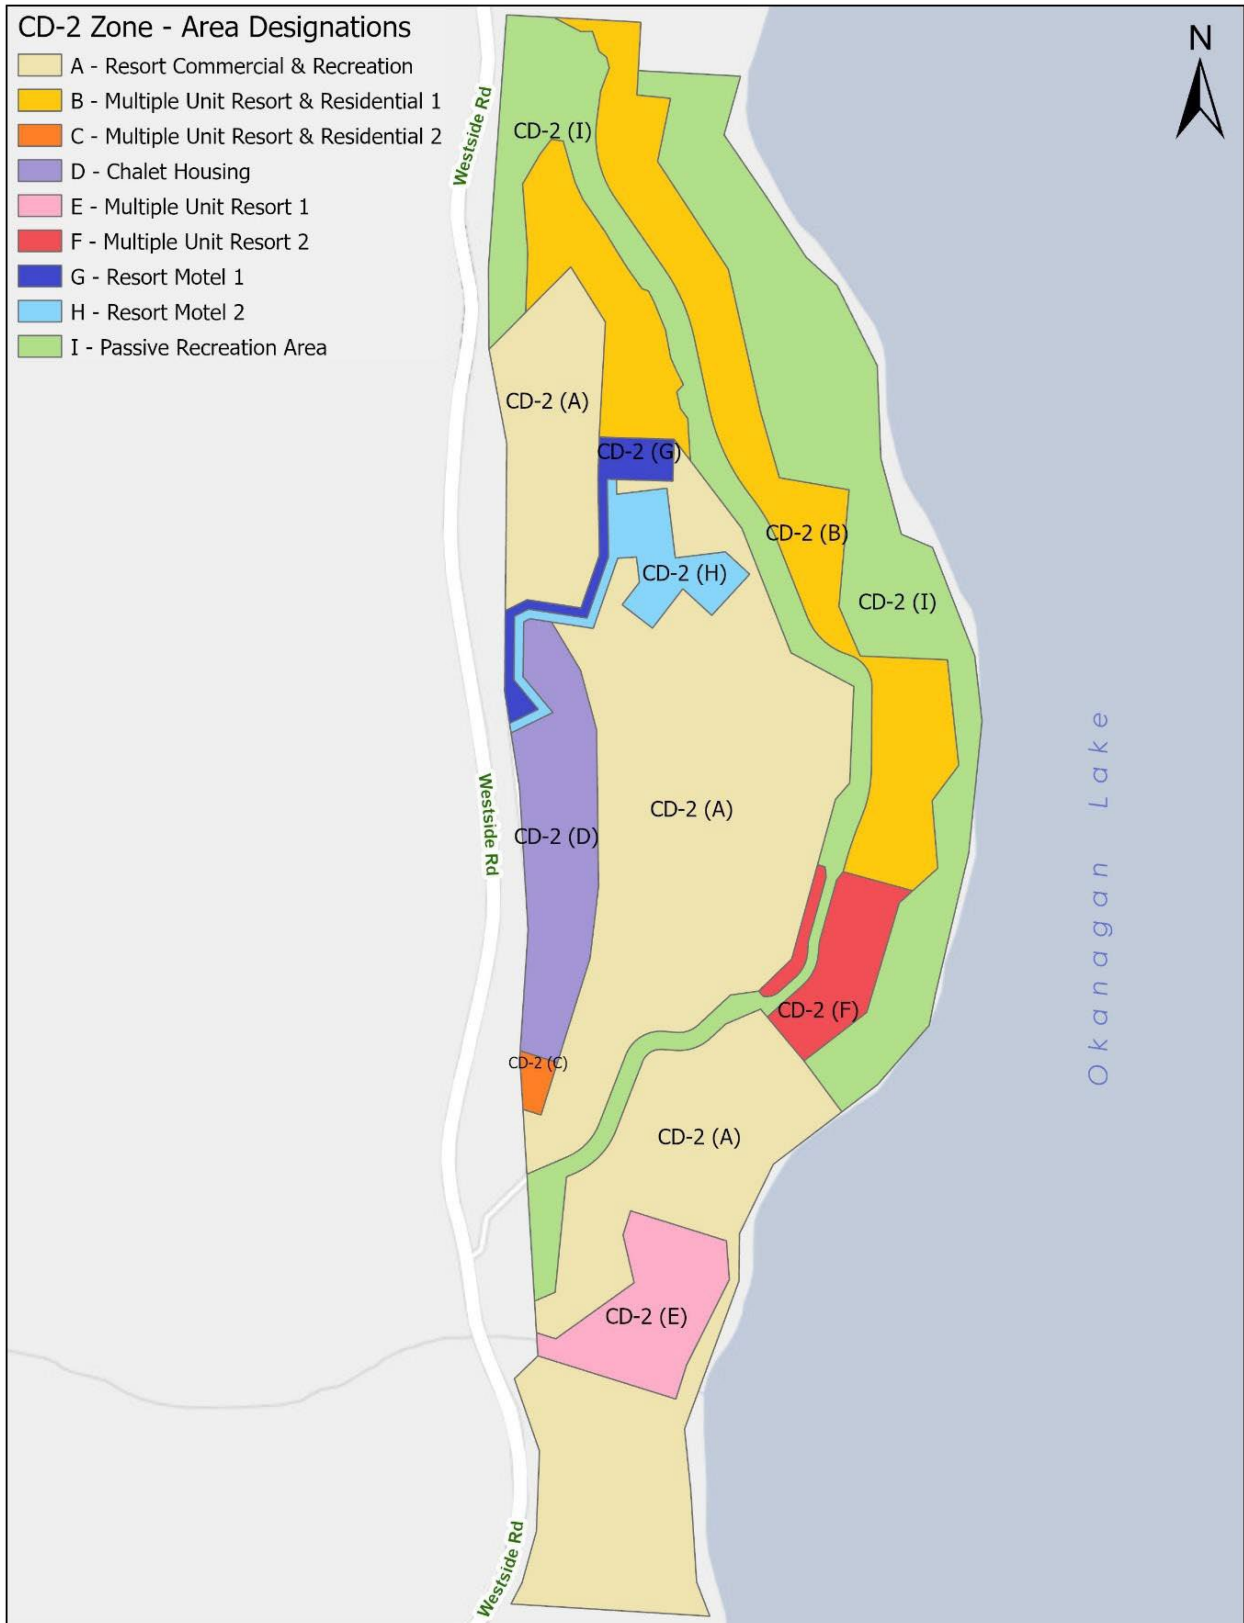 CD-2 Zone - Area Designations
A - Resort Commercial & Recreation
B - Multiple Unit Resort & Residential 1
C - Multiple Unit Resort & Residential 2
D - Chalet Housing
E - Multiple Unit Resort 1
F - Multiple Unit Resort 2
G - Resort Motel 1
H - Resort Motel 2
I - Passive Recreation Area
N
Westside Rd
CD-2 (I)
CD-2 (A)
CD-2 (G)
CD-2 (B)
CD-2 (H)
CD-2 (I)
Okanagan Lake
Westside Rd
CD-2 (A)
CD-2 (D)
CD-2 (F)
CD-2 (C)
CD-2 (A)
CD-2 (E)
Westside Rd